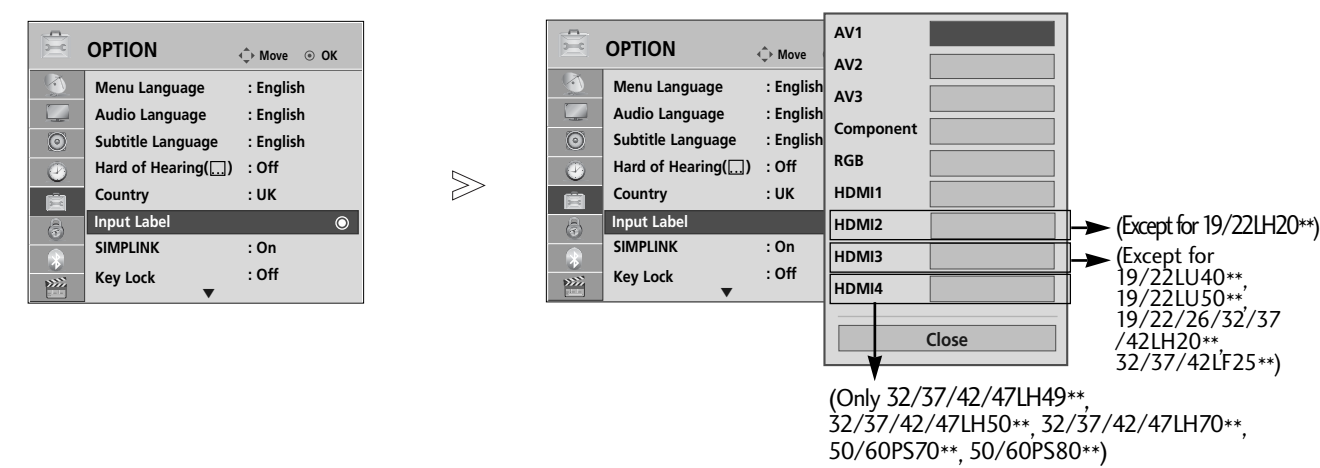 OPTION
Move
OK
Menu Language : English
Audio Language : English
Subtitle Language : English
Hard of Hearing( ) : Off
Country : UK
Input Label
SIMPLINK : On
Key Lock : Off
OPTION
Move
Menu Language : English
Audio Language : English
Subtitle Language : English
Hard of Hearing( ) : Off
Country : UK
Input Label
SIMPLINK : On
Key Lock : Off
AV1
AV2
AV3
Component
RGB
HDMI1
HDMI2
HDMI3
HDMI4
Close
(Except for 19/22LH20**)
(Except for
19/22LU40**,
19/22LU50**,
19/22/26/32/37
/42LH20**,
32/37/42LF25**)
(Only 32/37/42/47LH49**,
32/37/42/47LH50**, 32/37/42/47LH70**,
50/60PS70**, 50/60PS80**)